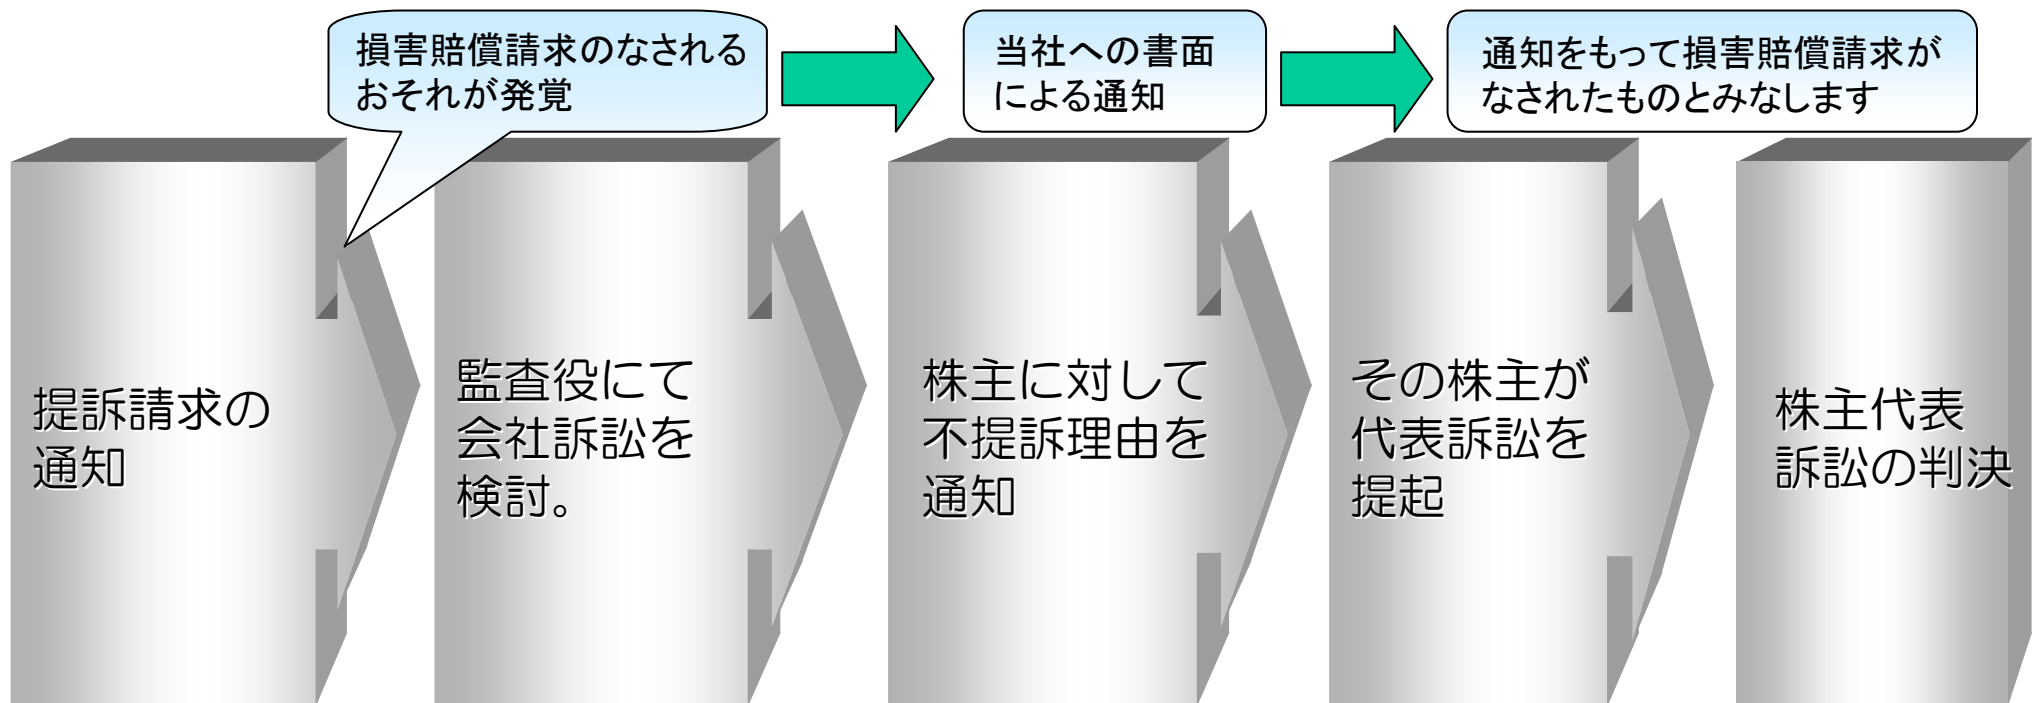 損害賠償請求のなされる
おそれが発覚
当社への書面
による通知
通知をもって損害賠償請求が
なされたものとみなします
提訴請求の
通知
監査役にて
会社訴訟を
検討。
株主に対して
不提訴理由を
通知
その株主が
代表訴訟を
提起
株主代表
訴訟の判決